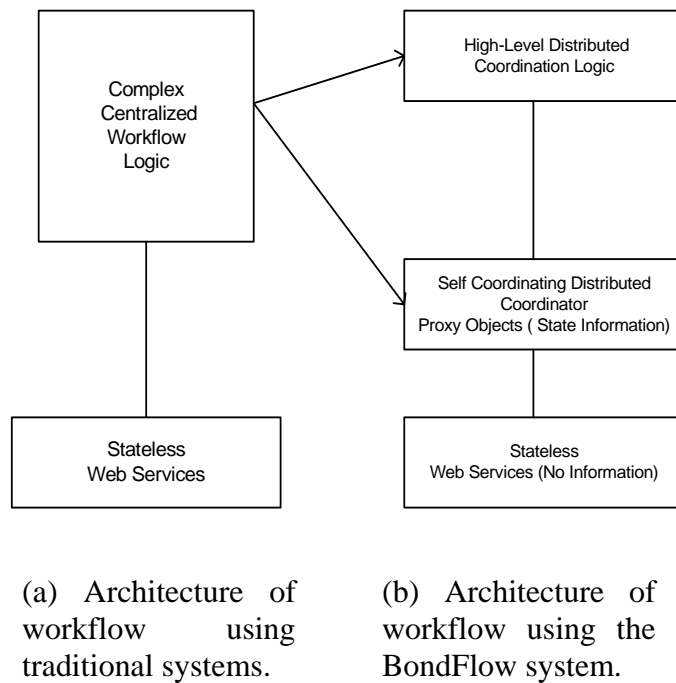 Complex
Centralized
Workflow
Logic
Stateless
Web Services
High-Level Distributed
Coordination Logic
Self Coordinating Distributed
Coordinator
Proxy Objects ( State Information)
Stateless
Web Services (No Information)
(a) Architecture of
workflow using
traditional systems.
(b) Architecture of
workflow using the
BondFlow system.